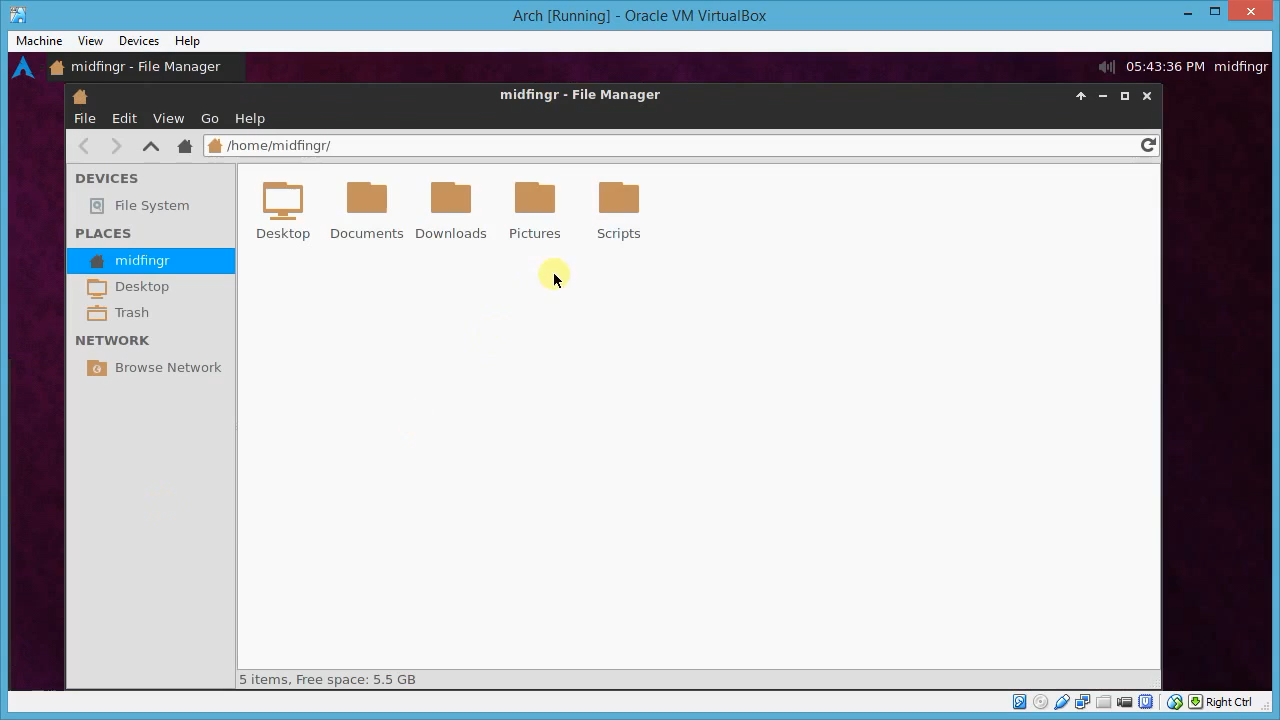 Arch [Running] - Oracle VM VirtualBox
Machine View Devices Help
midfingr - File Manager 05:43:36 PM midfingr
midfingr - File Manager
File Edit View Go Help
/home/midfingr/
DEVICES
File System
PLACES
midfingr
Desktop
Trash
NETWORK
Browse Network
Desktop Documents Downloads Pictures Scripts
5 items, Free space: 5.5 GB
Right Ctrl